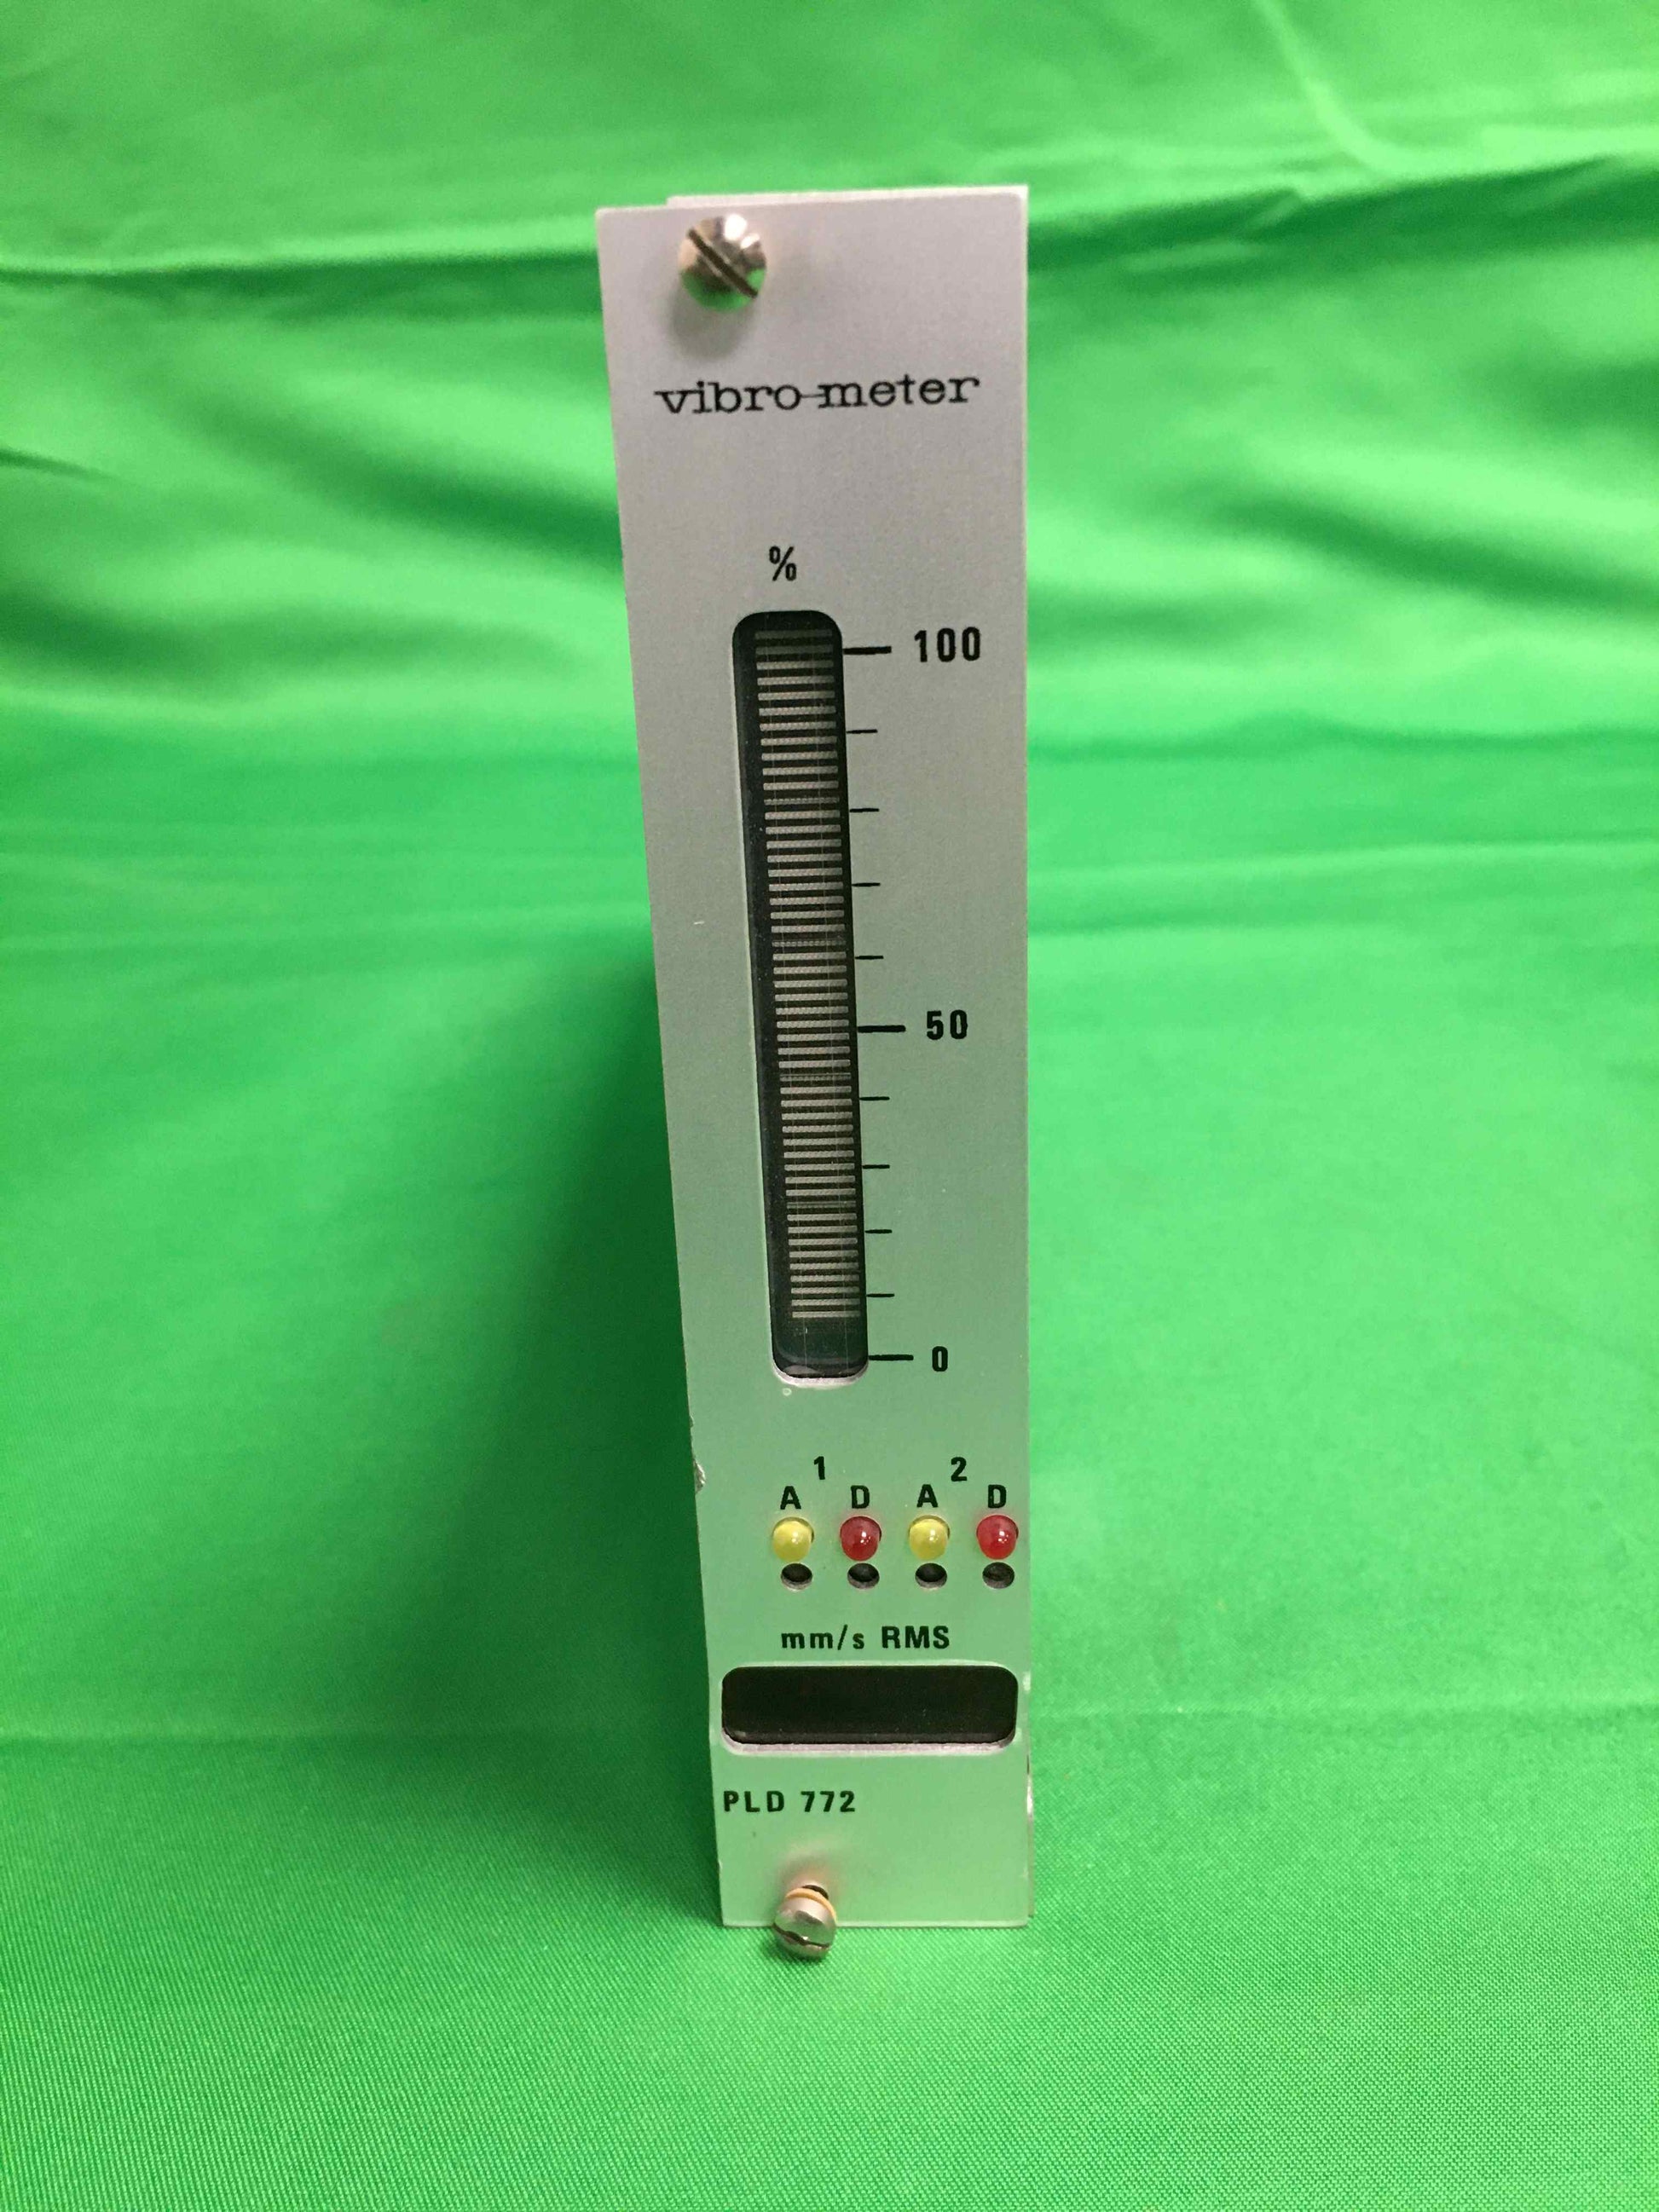 vibro-meter
%
100
50
0
1 2
A D A D
mm/s RMS
PLD 772